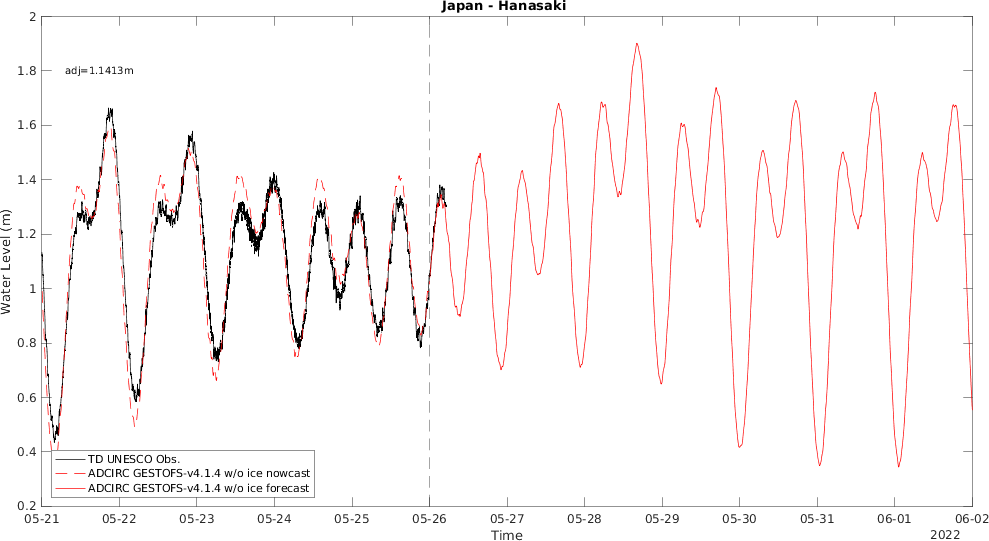 Japan - Hanasaki
2
1.8
1.6
1.4
1.2
1
0.8
0.6
0.4
0.2
Water Level (m)
adj=1.1413m
TD UNESCO Obs.
ADCIRC GESTOFS-v4.1.4 w/o ice nowcast
ADCIRC GESTOFS-v4.1.4 w/o ice forecast
05-21 05-22 05-23 05-24 05-25 05-26 05-27 05-28 05-29 05-30 05-31 06-01 06-02
Time
2022